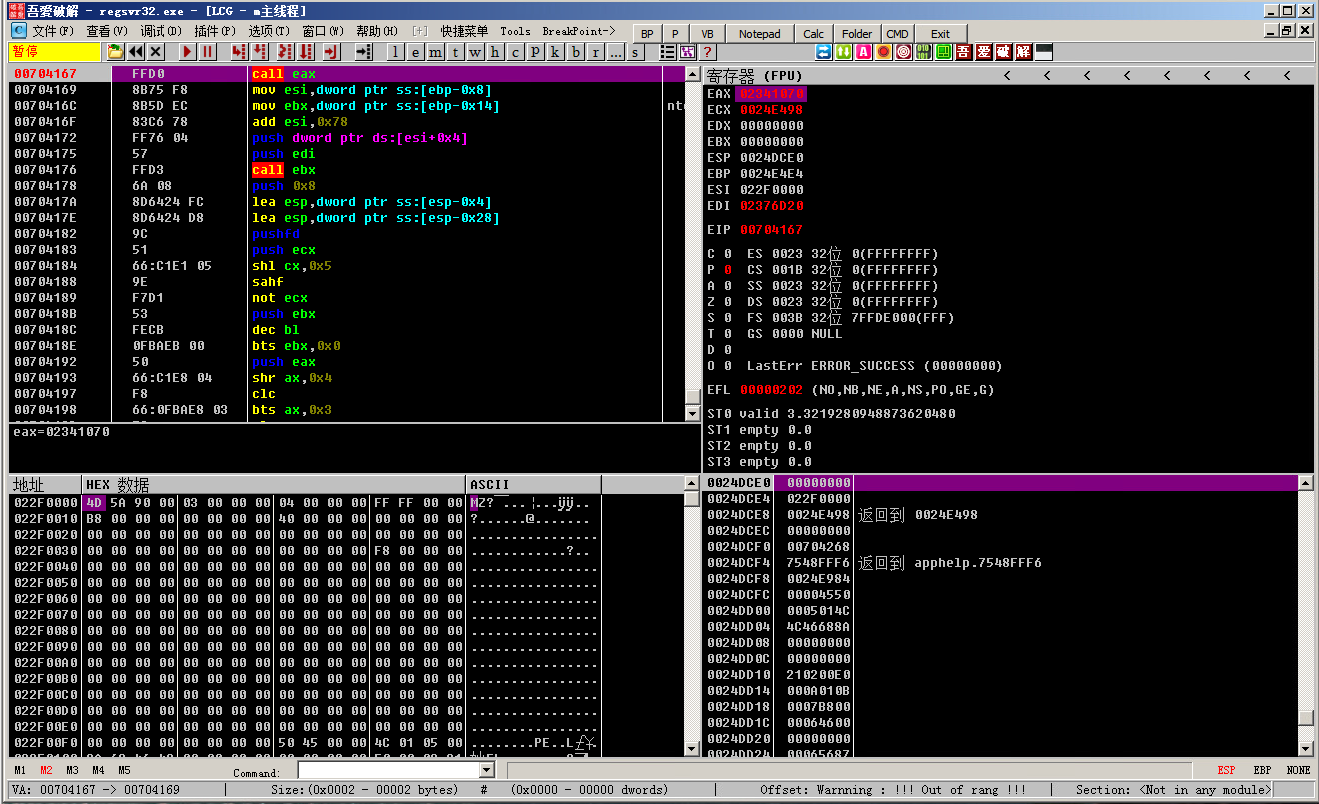 吾爱破解 - regsvr32.exe - [LCG - 主线程]
文件(F) 查看(V) 调试(D) 插件(P) 选项(T) 窗口(W) 帮助(H) [+] 快捷菜单 Tools BreakPoint-> BP P VB Notepad Calc Folder CMD Exit
暂停 l e m t w h c p k b r ... s ? 吾 爱 破 解
00704167 FFD0 call eax
00704169 8B75 F8 mov esi,dword ptr ss:[ebp-0x8]
0070416C 8B5D EC mov ebx,dword ptr ss:[ebp-0x14]
0070416F 83C6 78 add esi,0x78
00704172 FF76 04 push dword ptr ds:[esi+0x4]
00704175 57 push edi
00704176 FFD3 call ebx
00704178 6A 08 push 0x8
0070417A 8D6424 FC lea esp,dword ptr ss:[esp-0x4]
0070417E 8D6424 D8 lea esp,dword ptr ss:[esp-0x28]
00704182 9C pushfd
00704183 51 push ecx
00704184 66:C1E1 05 shl cx,0x5
00704188 9E sahf
00704189 F7D1 not ecx
0070418B 53 push ebx
0070418C FECB dec bl
0070418E 0FBAEB 00 bts ebx,0x0
00704192 50 push eax
00704193 66:C1E8 04 shr ax,0x4
00704197 F8 clc
00704198 66:0FBAE8 03 bts ax,0x3
eax=02341070
寄存器 (FPU) < < < < < < < <
EAX 02341070
ECX 0024E498
EDX 00000000
EBX 00000000
ESP 0024DCE0
EBP 0024E4E4
ESI 022F0000
EDI 02376D20
EIP 00704167
C 0 ES 0023 32位 0(FFFFFFFF)
P 0 CS 001B 32位 0(FFFFFFFF)
A 0 SS 0023 32位 0(FFFFFFFF)
Z 0 DS 0023 32位 0(FFFFFFFF)
S 0 FS 003B 32位 7FFDE000(FFF)
T 0 GS 0000 NULL
D 0
O 0 LastErr ERROR_SUCCESS (00000000)
EFL 00000202 (NO,NB,NE,A,NS,PO,GE,G)
ST0 valid 3.3219280948873620480
ST1 empty 0.0
ST2 empty 0.0
ST3 empty 0.0
地址 HEX 数据 ASCII
022F0000 4D 5A 90 00 03 00 00 00 04 00 00 00 FF FF 00 00 MZ?
022F0010 B8 00 00 00 00 00 00 00 40 00 00 00 00 00 00 00 ?.......@.......
022F0020 00 00 00 00 00 00 00 00 00 00 00 00 00 00 00 00 ................
022F0030 00 00 00 00 00 00 00 00 00 00 00 00 F8 00 00 00 ............?..
022F0040 00 00 00 00 00 00 00 00 00 00 00 00 00 00 00 00 ................
022F0050 00 00 00 00 00 00 00 00 00 00 00 00 00 00 00 00 ................
022F0060 00 00 00 00 00 00 00 00 00 00 00 00 00 00 00 00 ................
022F0070 00 00 00 00 00 00 00 00 00 00 00 00 00 00 00 00 ................
022F0080 00 00 00 00 00 00 00 00 00 00 00 00 00 00 00 00 ................
022F0090 00 00 00 00 00 00 00 00 00 00 00 00 00 00 00 00 ................
022F00A0 00 00 00 00 00 00 00 00 00 00 00 00 00 00 00 00 ................
022F00B0 00 00 00 00 00 00 00 00 00 00 00 00 00 00 00 00 ................
022F00C0 00 00 00 00 00 00 00 00 00 00 00 00 00 00 00 00 ................
022F00D0 00 00 00 00 00 00 00 00 00 00 00 00 00 00 00 00 ................
022F00E0 00 00 00 00 00 00 00 00 00 00 00 00 00 00 00 00 ................
022F00F0 00 00 00 00 00 00 00 00 50 45 00 00 4C 01 05 00 ........PE..L
0024DCE0 00000000
0024DCE4 022F0000
0024DCE8 0024E498 返回到 0024E498
0024DCEC 00000000
0024DCF0 00704268
0024DCF4 7548FFF6 返回到 apphelp.7548FFF6
0024DCF8 0024E984
0024DCFC 00004550
0024DD00 0005014C
0024DD04 4C46688A
0024DD08 00000000
0024DD0C 00000000
0024DD10 210200E0
0024DD14 000A010B
0024DD18 0007B800
0024DD1C 00064600
0024DD20 00000000
0024DD24 00065687
M1 M2 M3 M4 M5 Command: ESP EBP NONE
VA: 00704167 -> 00704169 Size:(0x0002 - 00002 bytes) # (0x0000 - 00000 dwords) Offset: Warnning : !!! Out of rang !!! Section: <Not in any module>